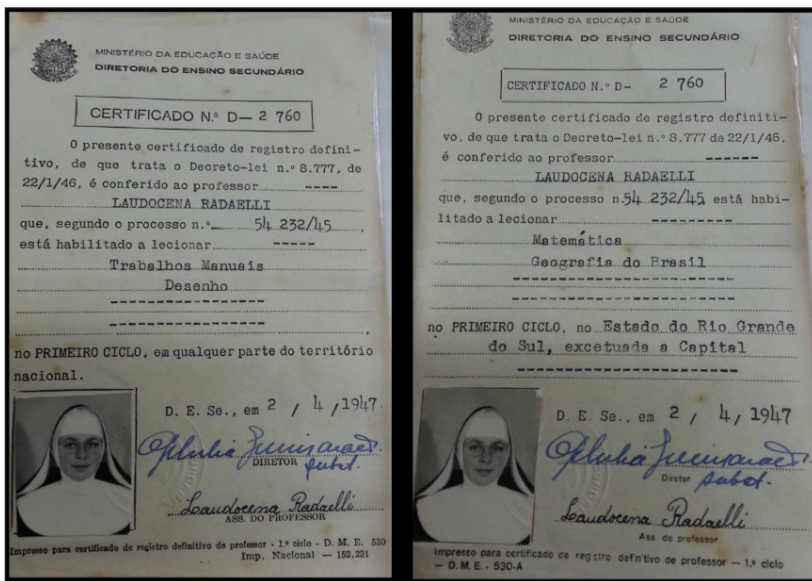 MINISTÉRIO DA EDUCAÇÃO E SAÚDE
DIRETORIA DO ENSINO SECUNDÁRIO
CERTIFICADO N.º D— 2 760
O presente certificado de registro defini-
tivo, de que trata o Decreto-lei n.º 8.777, de
22/1/46, é conferido ao professor ----
LAUDOCENA RADAELLI
que, segundo o processo n.º 54 232/45 ,
está habilitado a lecionar -----
Trabalhos Manuais
Desenho
----------------
---------------- ,
no PRIMEIRO CICLO, em qualquer parte do território
nacional.
D. E. Se., em 2 / 4 / 1947.
DIRETOR
subst.
Laudocena Radaelli
ASS. DO PROFESSOR
Impresso para certificado de registro definitivo de professor - 1.º ciclo - D. M. E. 530
Imp. Nacional — 152.231
MINISTÉRIO DA EDUCAÇÃO E SAÚDE
DIRETORIA DO ENSINO SECUNDÁRIO
CERTIFICADO N.º D— 2 760
O presente certificado de registro definiti-
vo, de que trata o Decreto-lei n.º 8.777 de 22/1/46,
é conferido ao professor ------
LAUDOCENA RADAELLI
que, segundo o processo n. 54 232/45 está habi-
litado a lecionar ---------
Matemática
Geografia do Brasil
-----------------------
-----------------------
no PRIMEIRO CICLO, no Estado do Rio Grande
do Sul, excetuada a Capital
-----------------------
D. E. Se., em 2 / 4 / 1947
Diretor
subst.
Laudocena Radaelli
Ass. do professor
Impresso para certificado de registro definitivo de professor — 1.º ciclo
— D. M. E. - 530-A